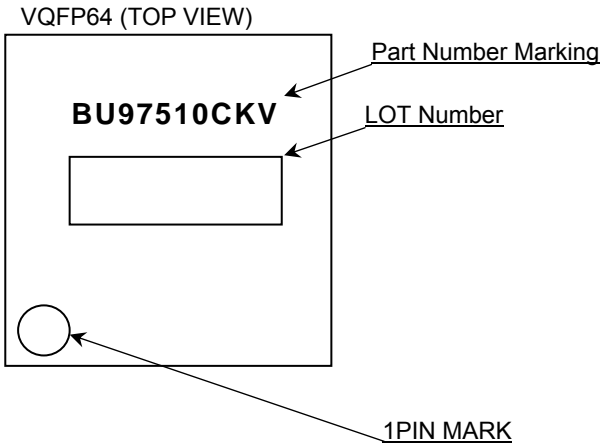 VQFP64 (TOP VIEW)
Part Number Marking
BU97510CKV
LOT Number
1PIN MARK